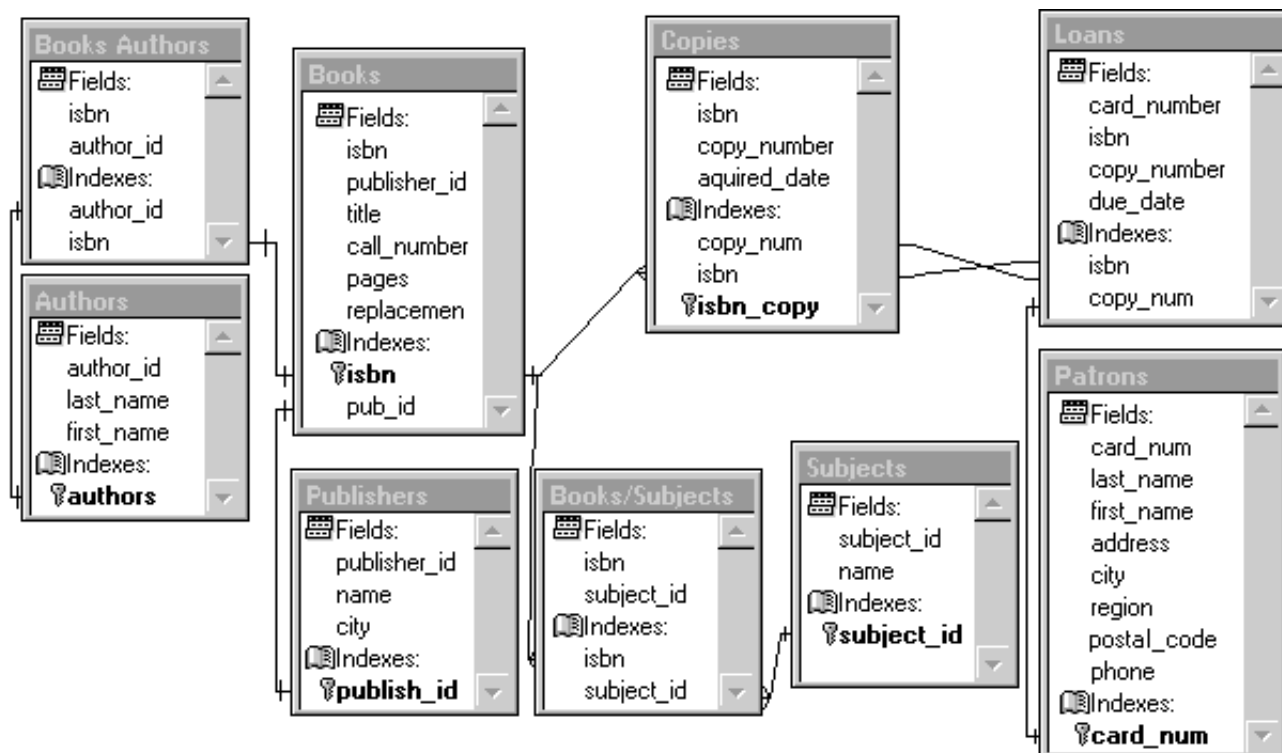 Books Authors
Fields:
isbn
author_id
Indexes:
author_id
isbn
Authors
Fields:
author_id
last_name
first_name
Indexes:
authors
Books
Fields:
isbn
publisher_id
title
call_number
pages
replacemen
Indexes:
isbn
pub_id
Publishers
Fields:
publisher_id
name
city
Indexes:
publish_id
Books/Subjects
Fields:
isbn
subject_id
Indexes:
isbn
subject_id
Copies
Fields:
isbn
copy_number
aquired_date
Indexes:
copy_num
isbn
isbn_copy
Subjects
Fields:
subject_id
name
Indexes:
subject_id
Loans
Fields:
card_number
isbn
copy_number
due_date
Indexes:
isbn
copy_num
Patrons
Fields:
card_num
last_name
first_name
address
city
region
postal_code
phone
Indexes:
card_num